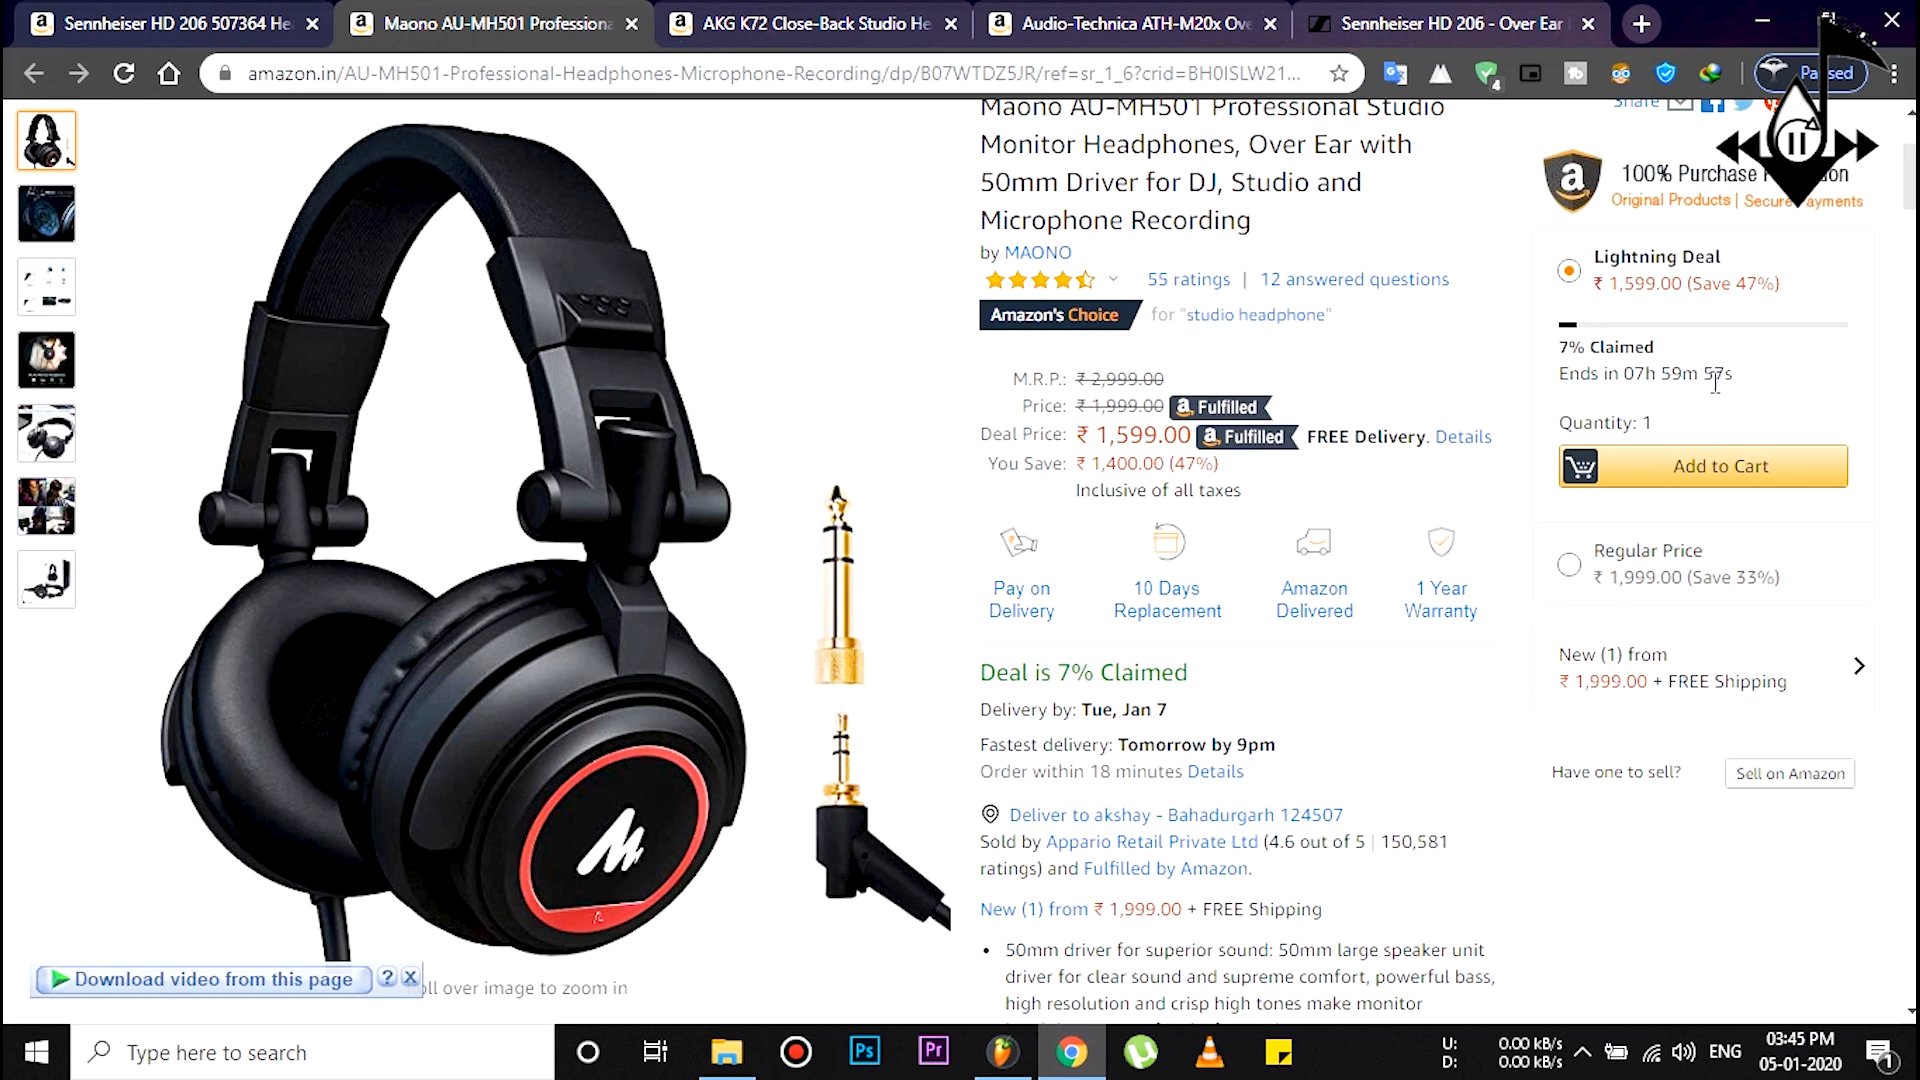 Sennheiser HD 206 507364 He
Maono AU-MH501 Professiona
AKG K72 Close-Back Studio He
Audio-Technica ATH-M20x Ov
Sennheiser HD 206 - Over Ear
amazon.in/AU-MH501-Professional-Headphones-Microphone-Recording/dp/B07WTDZ5JR/ref=sr_1_6?crid=BH0ISLW21...
4
Share
Maono AU-MH501 Professional Studio
Monitor Headphones, Over Ear with
50mm Driver for DJ, Studio and
Microphone Recording
by MAONO
55 ratings | 12 answered questions
Amazon's Choice for "studio headphone"
M.R.P.: ₹ 2,999.00
Price: ₹ 1,999.00 a Fulfilled
Deal Price: ₹ 1,599.00 a Fulfilled FREE Delivery. Details
You Save: ₹ 1,400.00 (47%)
Inclusive of all taxes
Pay on
Delivery
10 Days
Replacement
Amazon
Delivered
1 Year
Warranty
Deal is 7% Claimed
Delivery by: Tue, Jan 7
Fastest delivery: Tomorrow by 9pm
Order within 18 minutes Details
Deliver to akshay - Bahadurgarh 124507
Sold by Appario Retail Private Ltd (4.6 out of 5 | 150,581
ratings) and Fulfilled by Amazon.
New (1) from ₹ 1,999.00 + FREE Shipping
• 50mm driver for superior sound: 50mm large speaker unit
driver for clear sound and supreme comfort, powerful bass,
high resolution and crisp high tones make monitor
100% Purchase
Original Products | Secure
Lightning Deal
₹ 1,599.00 (Save 47%)
7% Claimed
Ends in 07h 59m 57s
Quantity: 1
Add to Cart
Regular Price
₹ 1,999.00 (Save 33%)
New (1) from
₹ 1,999.00 + FREE Shipping
Have one to sell? Sell on Amazon
Download video from this page ?
oll over image to zoom in
Type here to search
Ps
Pr
U: 0.00 kB/s
D: 0.00 kB/s
ENG
03:45 PM
05-01-2020
1